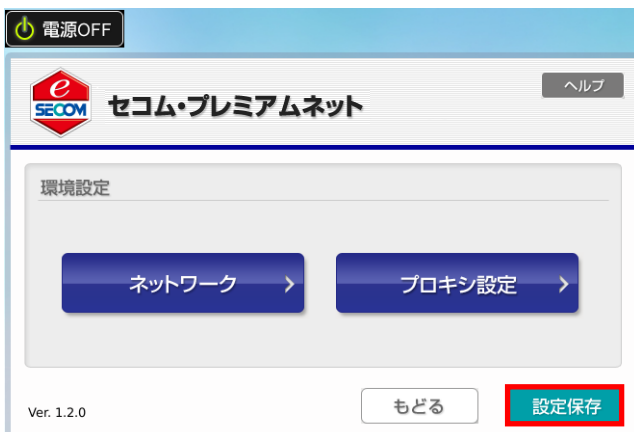 電源OFF
ヘルプ
e
SECOM
セコム・プレミアムネット
環境設定
ネットワーク
プロキシ設定
Ver. 1.2.0
もどる
設定保存